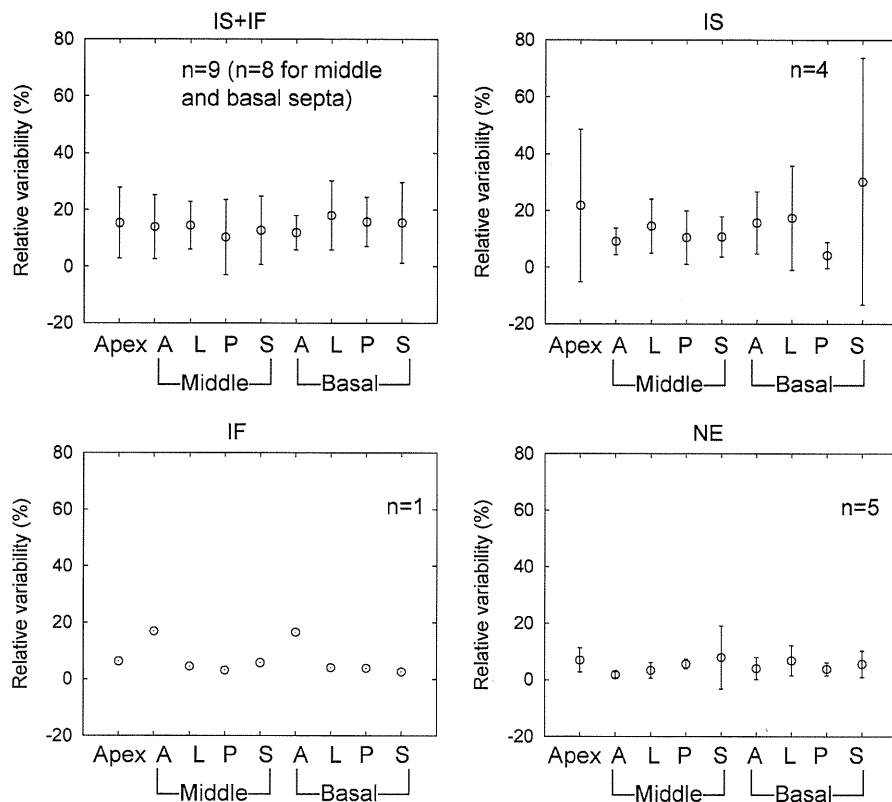 IS+IF
80
60
40
20
0
-20
Relative variability (%)
n=9 (n=8 for middle
and basal septa)
Apex A L P S A L P S
Middle Basal
IS
80
60
40
20
0
-20
Relative variability (%)
n=4
Apex A L P S A L P S
Middle Basal
IF
80
60
40
20
0
-20
Relative variability (%)
n=1
Apex A L P S A L P S
Middle Basal
NE
80
60
40
20
0
-20
Relative variability (%)
n=5
Apex A L P S A L P S
Middle Basal